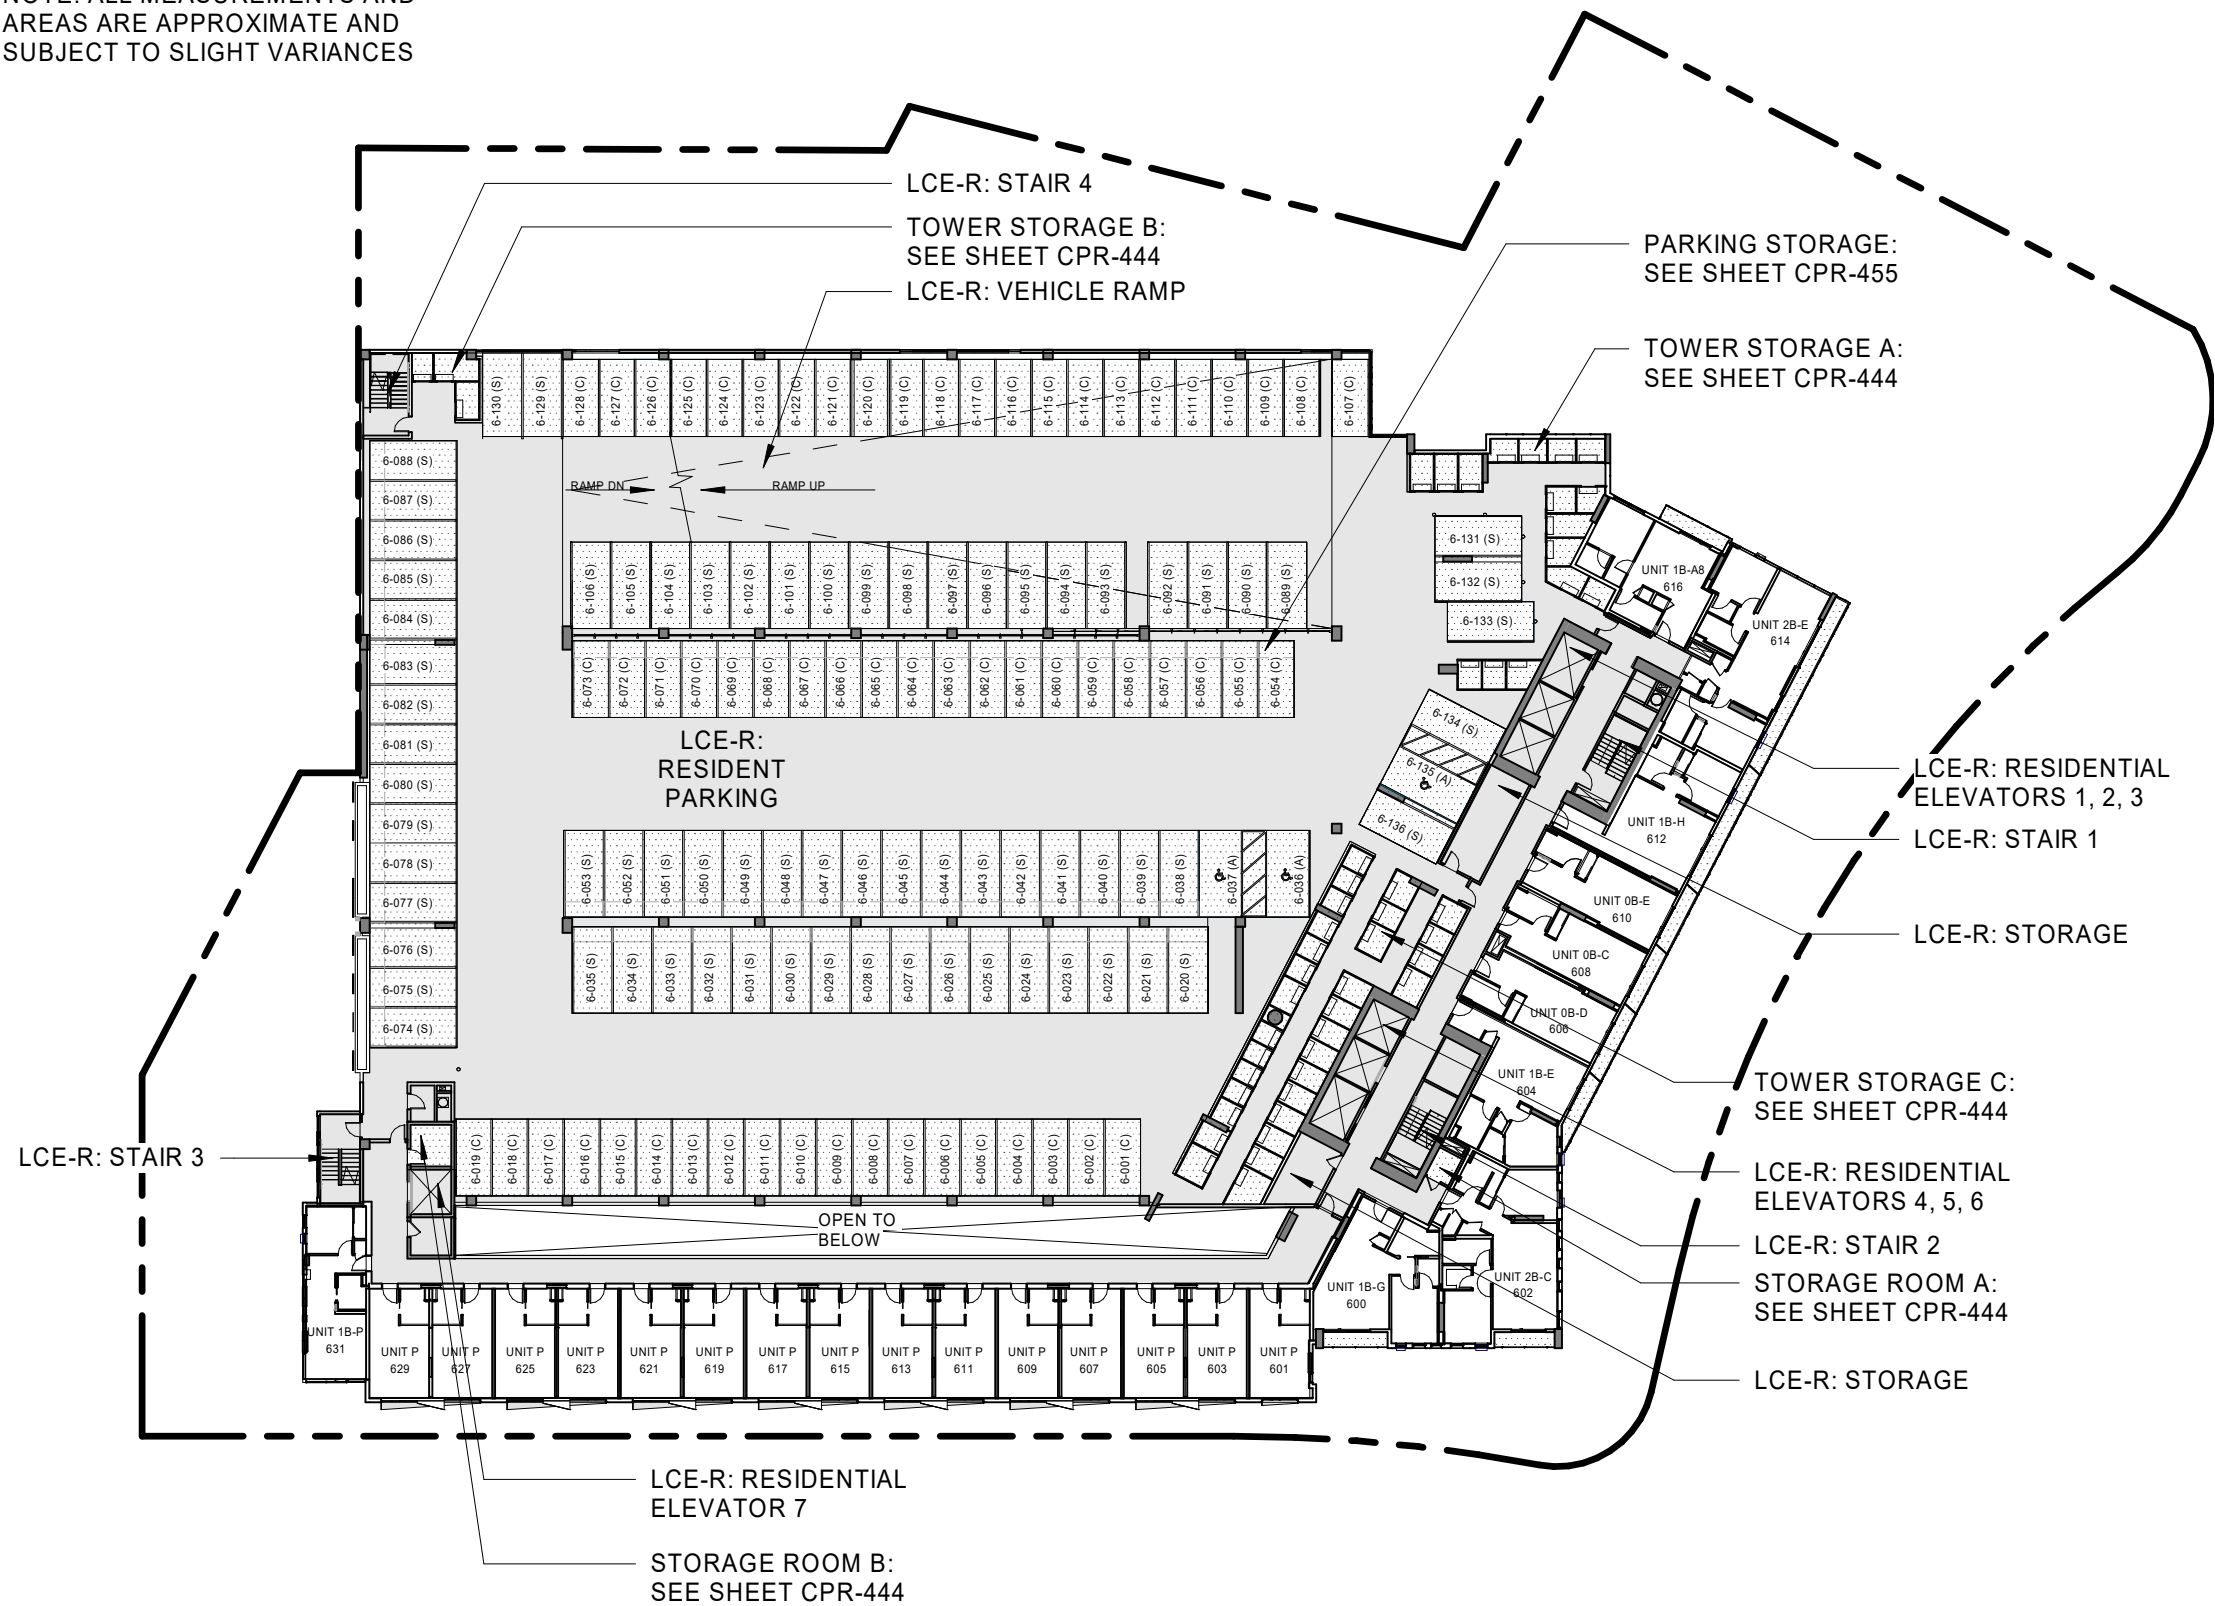 NOTE: ALL MEASUREMENTS AND
AREAS ARE APPROXIMATE AND
SUBJECT TO SLIGHT VARIANCES
LCE-R: STAIR 4
TOWER STORAGE B:
SEE SHEET CPR-444
LCE-R: VEHICLE RAMP
PARKING STORAGE:
SEE SHEET CPR-455
TOWER STORAGE A:
SEE SHEET CPR-444
6-130 (S)
6-129 (S)
6-128 (C)
6-127 (C)
6-126 (C)
6-125 (C)
6-124 (C)
6-123 (C)
6-122 (C)
6-121 (C)
6-120 (C)
6-119 (C)
6-118 (C)
6-117 (C)
6-116 (C)
6-115 (C)
6-114 (C)
6-113 (C)
6-112 (C)
6-111 (C)
6-110 (C)
6-109 (C)
6-108 (C)
6-107 (C)
6-088 (S)
6-087 (S)
6-086 (S)
6-085 (S)
6-084 (S)
6-083 (S)
6-082 (S)
6-081 (S)
6-080 (S)
6-079 (S)
6-078 (S)
6-077 (S)
6-076 (S)
6-075 (S)
6-074 (S)
RAMP DN
RAMP UP
6-106 (S)
6-105 (S)
6-104 (S)
6-103 (S)
6-102 (S)
6-101 (S)
6-100 (S)
6-099 (S)
6-098 (S)
6-097 (S)
6-096 (S)
6-095 (S)
6-094 (S)
6-093 (S)
6-092 (S)
6-091 (S)
6-090 (S)
6-089 (S)
6-131 (S)
6-132 (S)
6-133 (S)
6-073 (C)
6-072 (C)
6-071 (C)
6-070 (C)
6-069 (C)
6-068 (C)
6-067 (C)
6-066 (C)
6-065 (C)
6-064 (C)
6-063 (C)
6-062 (C)
6-061 (C)
6-060 (C)
6-059 (C)
6-058 (C)
6-057 (C)
6-056 (C)
6-055 (C)
6-054 (C)
6-134 (S)
6-135 (A)
6-136 (S)
LCE-R:
RESIDENT
PARKING
6-053 (S)
6-052 (S)
6-051 (S)
6-050 (S)
6-049 (S)
6-048 (S)
6-047 (S)
6-046 (S)
6-045 (S)
6-044 (S)
6-043 (S)
6-042 (S)
6-041 (S)
6-040 (S)
6-039 (S)
6-038 (S)
6-037 (A)
6-036 (A)
6-035 (S)
6-034 (S)
6-033 (S)
6-032 (S)
6-031 (S)
6-030 (S)
6-029 (S)
6-028 (S)
6-027 (S)
6-026 (S)
6-025 (S)
6-024 (S)
6-023 (S)
6-022 (S)
6-021 (S)
6-020 (S)
6-019 (C)
6-018 (C)
6-017 (C)
6-016 (C)
6-015 (C)
6-014 (C)
6-013 (C)
6-012 (C)
6-011 (C)
6-010 (C)
6-009 (C)
6-008 (C)
6-007 (C)
6-006 (C)
6-005 (C)
6-004 (C)
6-003 (C)
6-002 (C)
6-001 (C)
OPEN TO
BELOW
UNIT 1B-A8
616
UNIT 2B-E
614
UNIT 1B-H
612
UNIT 0B-E
610
UNIT 0B-C
608
UNIT 0B-D
606
UNIT 1B-E
604
UNIT 2B-C
602
UNIT 1B-G
600
UNIT 1B-P
631
UNIT P
629
UNIT P
627
UNIT P
625
UNIT P
623
UNIT P
621
UNIT P
619
UNIT P
617
UNIT P
615
UNIT P
613
UNIT P
611
UNIT P
609
UNIT P
607
UNIT P
605
UNIT P
603
UNIT P
601
LCE-R: RESIDENTIAL
ELEVATORS 1, 2, 3
LCE-R: STAIR 1
LCE-R: STORAGE
TOWER STORAGE C:
SEE SHEET CPR-444
LCE-R: RESIDENTIAL
ELEVATORS 4, 5, 6
LCE-R: STAIR 2
STORAGE ROOM A:
SEE SHEET CPR-444
LCE-R: STORAGE
LCE-R: STAIR 3
LCE-R: RESIDENTIAL
ELEVATOR 7
STORAGE ROOM B:
SEE SHEET CPR-444